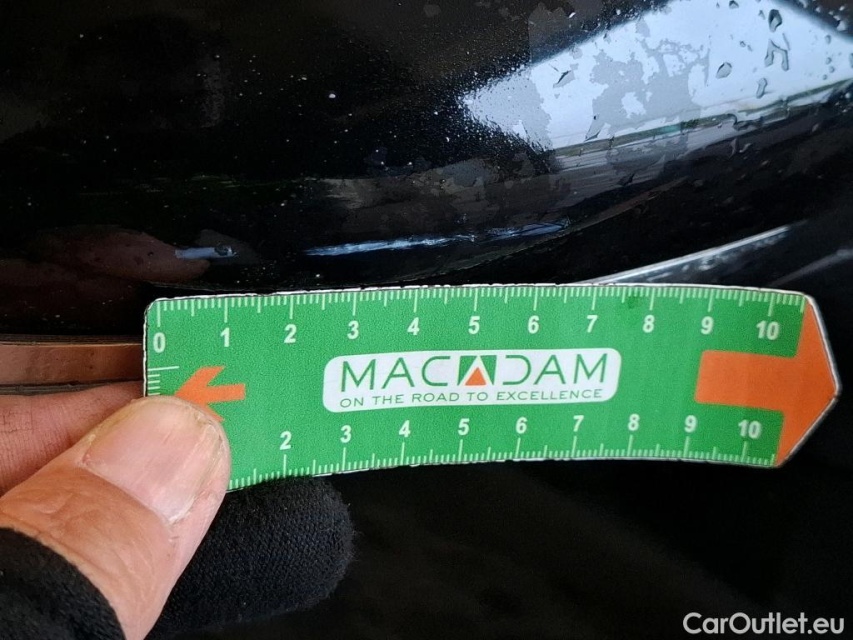 0 1 2 3 4 5 6 7 8 9 10
MACADAM
ON THE ROAD TO EXCELLENCE
2 3 4 5 6 7 8 9 10
CarOutlet.eu